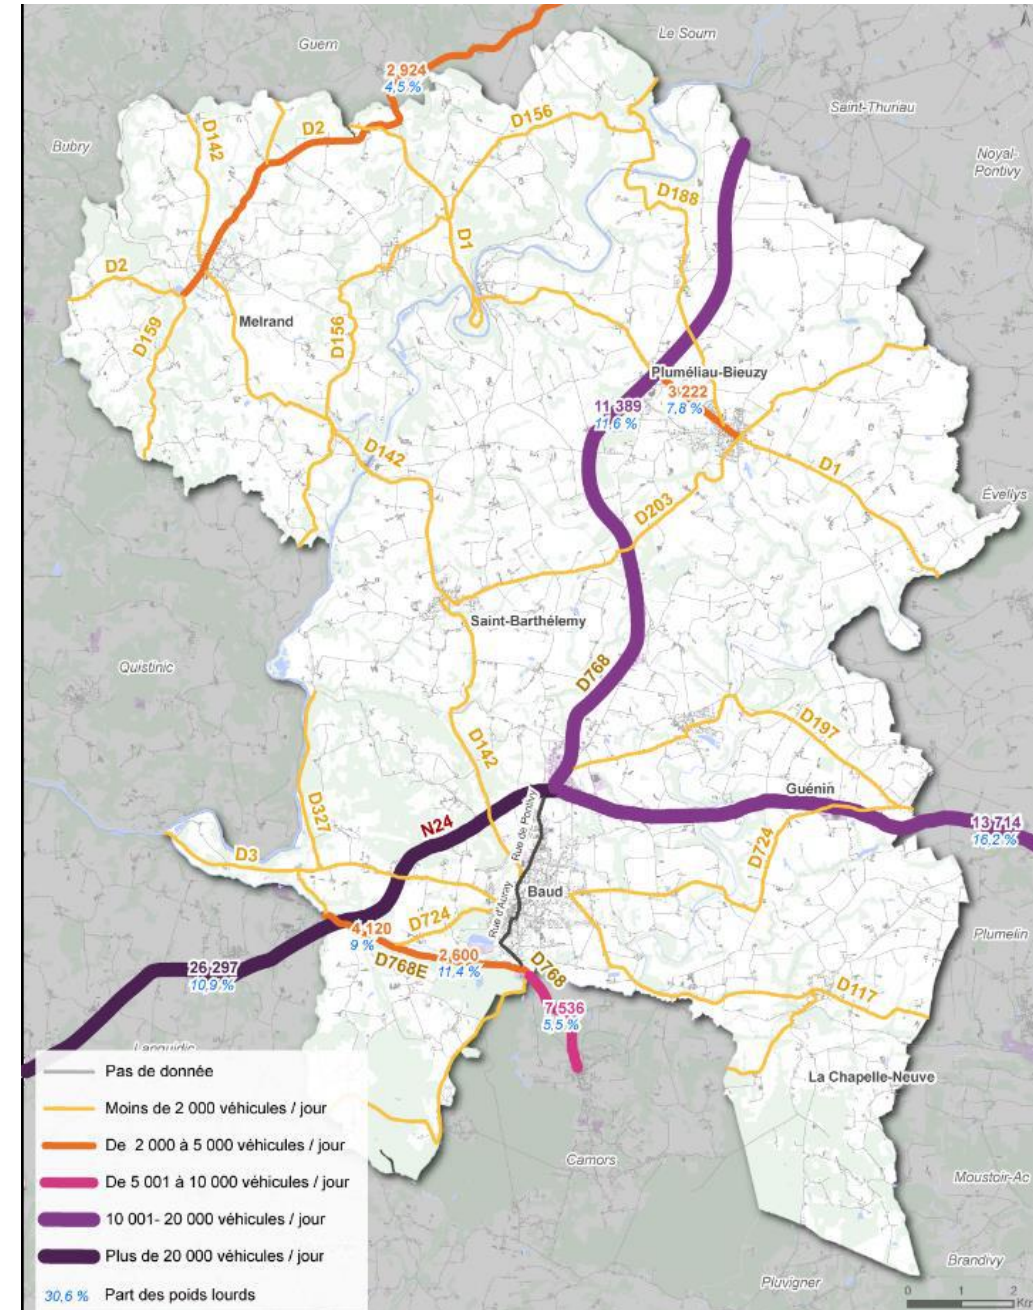 Guern
Le Sourn
2 924
4,5 %
Saint-Thuriau
D156
D2
D142
Bubry
Noyal-
Pontivy
D188
D1
D2
Melrand
D159
D156
Pluméliau-Bieuzy
3 222
7,8 %
11 389
11,6 %
D142
D1
D203
Évellys
Saint-Barthélemy
Quistinic
D768
D197
D142
Guénin
Rue de Pontivy
N24
D327
13 714
16,2 %
D724
D3
Baud
Rue d'Auray
D724
4 120
9 %
2 600
11,4 %
D768E
D768
Plumelin
26 297
10,9 %
D117
7 536
5,5 %
Languidic
La Chapelle-Neuve
Camors
Moustoir-Ac
Brandivy
Pluvigner
Pas de donnée
Moins de 2 000 véhicules / jour
De 2 000 à 5 000 véhicules / jour
De 5 001 à 10 000 véhicules / jour
10 001- 20 000 véhicules / jour
Plus de 20 000 véhicules / jour
30,6 % Part des poids lourds
0 1 2